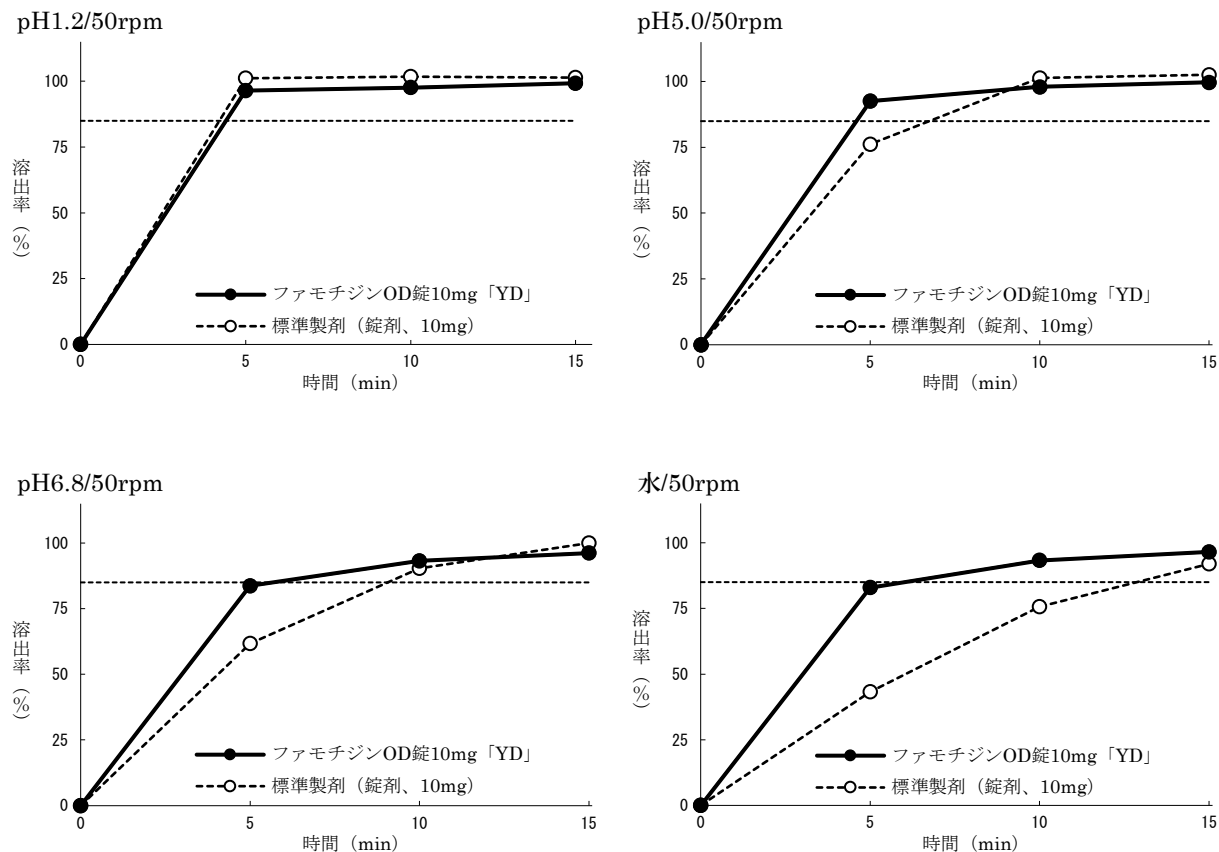 pH1.2/50rpm
100
75
50
25
0
溶出率（%）
ファモチジンOD錠10mg「YD」
標準製剤（錠剤、10mg）
0 5 10 15
時間（min）
pH5.0/50rpm
100
75
50
25
0
溶出率（%）
ファモチジンOD錠10mg「YD」
標準製剤（錠剤、10mg）
0 5 10 15
時間（min）
pH6.8/50rpm
100
75
50
25
0
溶出率（%）
ファモチジンOD錠10mg「YD」
標準製剤（錠剤、10mg）
0 5 10 15
時間（min）
水/50rpm
100
75
50
25
0
溶出率（%）
ファモチジンOD錠10mg「YD」
標準製剤（錠剤、10mg）
0 5 10 15
時間（min）